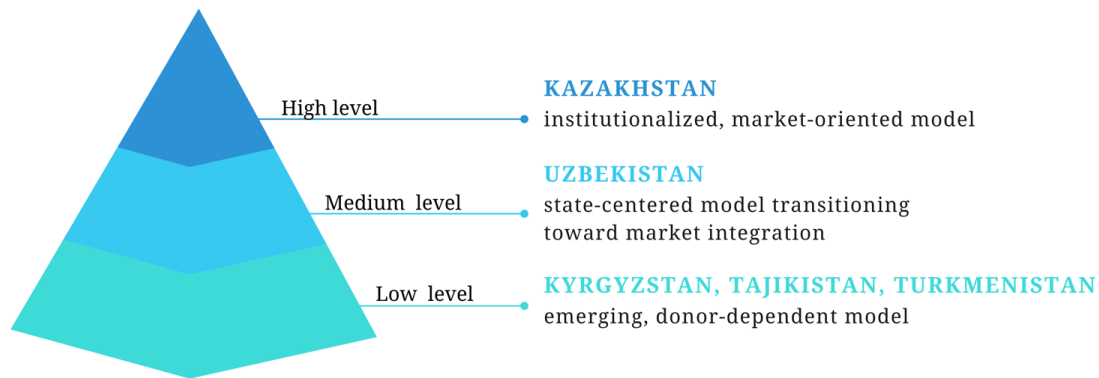 High level
KAZAKHSTAN
institutionalized, market-oriented model
Medium level
UZBEKISTAN
state-centered model transitioning
toward market integration
Low level
KYRGYZSTAN, TAJIKISTAN, TURKMENISTAN
emerging, donor-dependent model